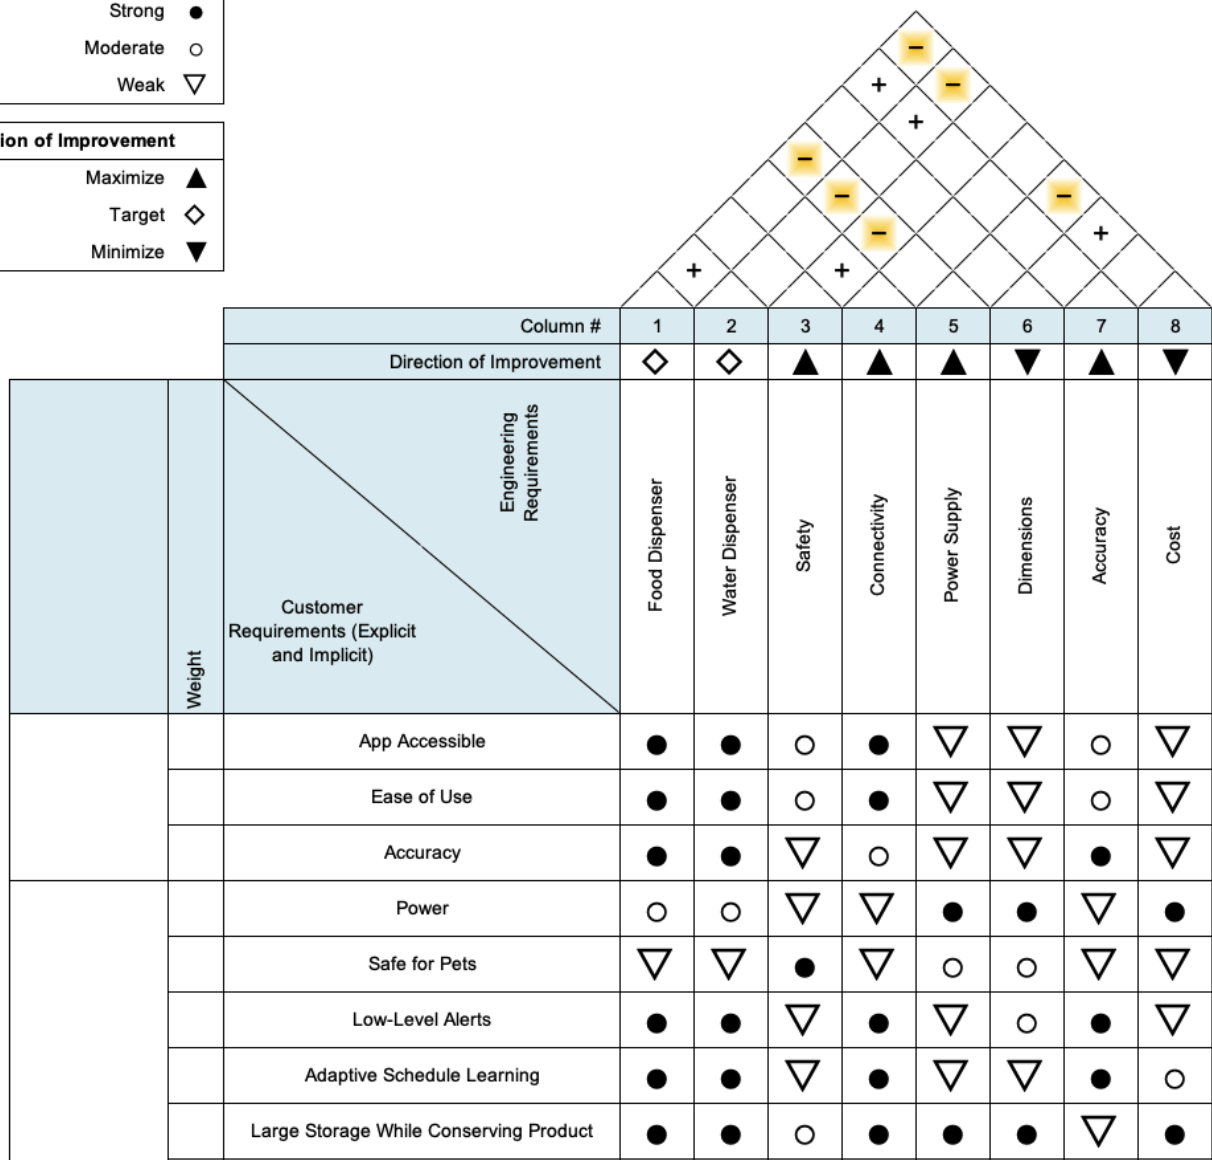 Strong ●
Moderate ○
Weak ▽
ion of Improvement
Maximize ▲
Target ◇
Minimize ▼
−
+ −
+
−
− −
− +
+ +
Column # 1 2 3 4 5 6 7 8
Direction of Improvement ◇ ◇ ▲ ▲ ▲ ▼ ▲ ▼
Weight
Customer
Requirements (Explicit
and Implicit)
Engineering
Requirements
Food Dispenser
Water Dispenser
Safety
Connectivity
Power Supply
Dimensions
Accuracy
Cost
App Accessible ● ● ○ ● ▽ ▽ ○ ▽
Ease of Use ● ● ○ ● ▽ ▽ ○ ▽
Accuracy ● ● ▽ ○ ▽ ▽ ● ▽
Power ○ ○ ▽ ▽ ● ● ▽ ●
Safe for Pets ▽ ▽ ● ▽ ○ ○ ▽ ▽
Low-Level Alerts ● ● ▽ ● ▽ ○ ● ▽
Adaptive Schedule Learning ● ● ▽ ● ▽ ▽ ● ○
Large Storage While Conserving Product ● ● ○ ● ● ● ▽ ●